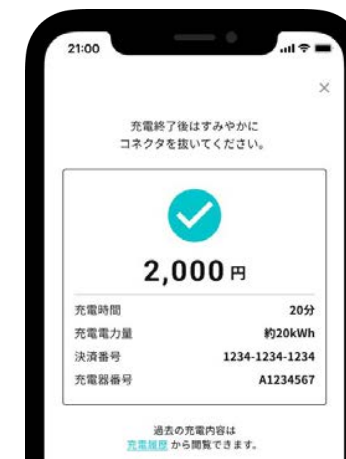 21:00
充電終了後はすみやかに
コネクタを抜いてください。
2,000 円
充電時間 20分
充電電力量 約20kWh
決済番号 1234-1234-1234
充電器番号 A1234567
過去の充電内容は
充電履歴 から閲覧できます。